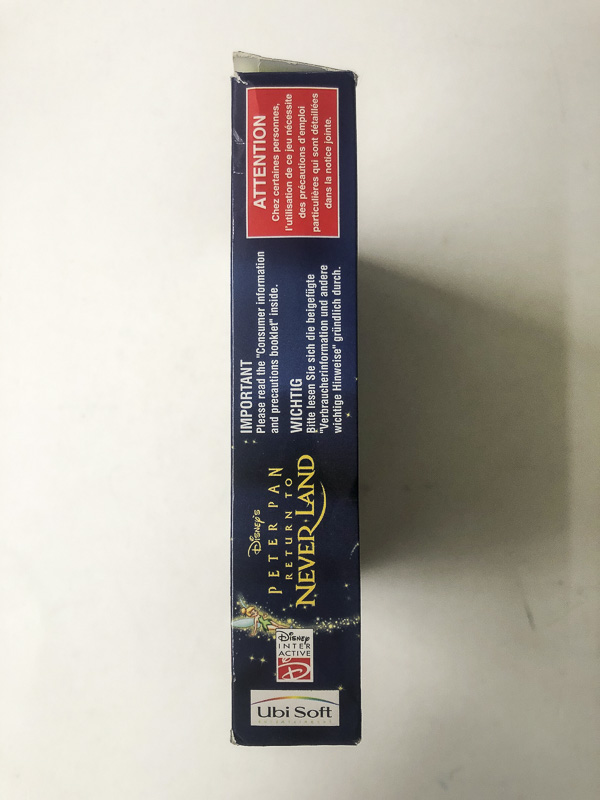 Ubi Soft
ENTERTAINMENT
Disney
INTER
ACTIVE
Disney's
PETER PAN
RETURN TO
NEVER LAND
IMPORTANT
Please read the "Consumer information
and precautions booklet" inside.
WICHTIG
Bitte lesen Sie sich die beigefügte
"Verbraucherinformation und andere
wichtige Hinweise" gründlich durch.
ATTENTION
Chez certaines personnes,
l'utilisation de ce jeu nécessite
des précautions d'emploi
particulières qui sont détaillées
dans la notice jointe.